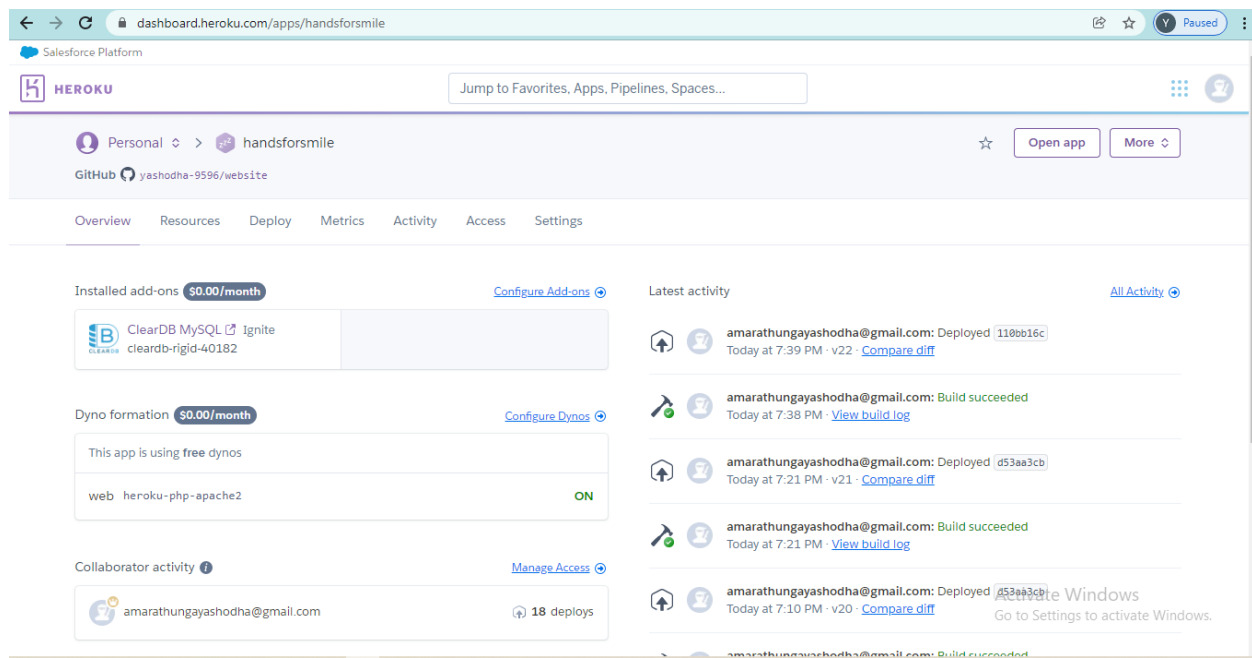 dashboard.heroku.com/apps/handsforsmile
Y Paused
Salesforce Platform
HEROKU
Jump to Favorites, Apps, Pipelines, Spaces...
Personal > handsforsmile
Open app
More
GitHub yashodha-9596/website
Overview Resources Deploy Metrics Activity Access Settings
Installed add-ons $0.00/month
Configure Add-ons
ClearDB MySQL Ignite
cleardb-rigid-40182
B
CLEARDB
Dyno formation $0.00/month
Configure Dynos
This app is using free dynos
web heroku-php-apache2 ON
Collaborator activity i
Manage Access
amarathungayashodha@gmail.com 18 deploys
Latest activity
All Activity
amarathungayashodha@gmail.com: Deployed 110bb16c
Today at 7:39 PM · v22 · Compare diff
amarathungayashodha@gmail.com: Build succeeded
Today at 7:38 PM · View build log
amarathungayashodha@gmail.com: Deployed d53aa3cb
Today at 7:21 PM · v21 · Compare diff
amarathungayashodha@gmail.com: Build succeeded
Today at 7:21 PM · View build log
amarathungayashodha@gmail.com: Deployed d53aa3cb
Today at 7:10 PM · v20 · Compare diff
amarathungayashodha@gmail.com: Build succeeded
Activate Windows
Go to Settings to activate Windows.